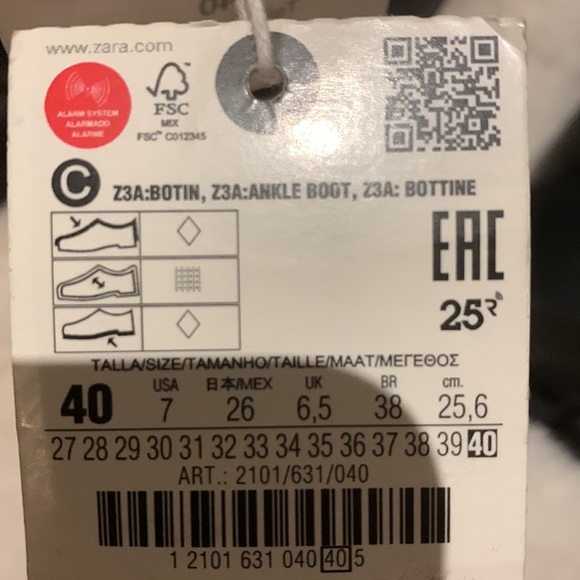 www.zara.com
ALARM SYSTEM
ALARMADO
ALARME
FSC
MIX
FSC™ C012345
C Z3A:BOTIN, Z3A:ANKLE BOOT, Z3A: BOTTINE
EAC
25R
TALLA/SIZE/TAMANHO/TAILLE/MAAT/ΜΕΓΕΘΟΣ
USA 日本/MEX UK BR cm.
40 7 26 6,5 38 25,6
27 28 29 30 31 32 33 34 35 36 37 38 39 40
ART.: 2101/631/040
1 2101 631 040 40 5